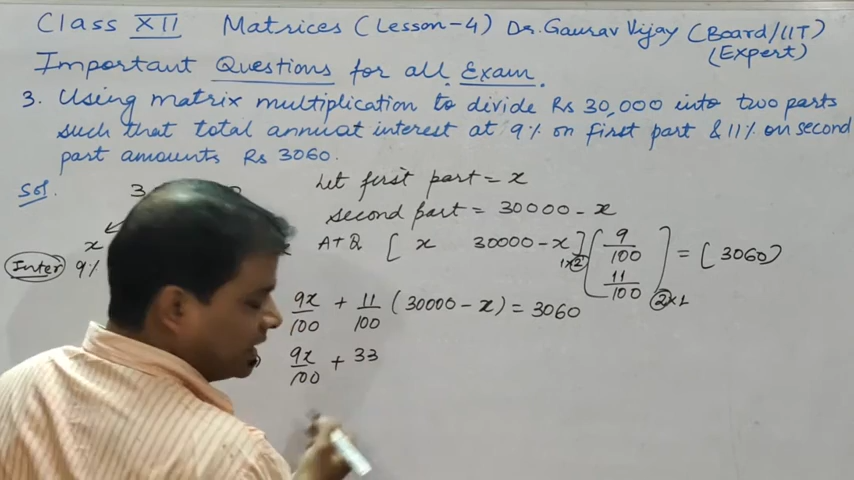 Class XII Matrices (Lesson-4) Dr. Gaurav Vijay (Board/IIT)
(Expert)
Important Questions for all Exam.
3. Using matrix multiplication to divide Rs 30,000 into two parts
such that total annual interest at 9% on first part & 11% on second
part amounts Rs 3060.
Sol. 3 Let first part = x
second part = 30000 - x
x A+Q [ x 30000 - x ]1×2 [ 9/100 11/100 ]2×1 = [ 3060 ]
Inter 9%
9x/100 + 11/100 (30000 - x) = 3060
9x/100 + 33